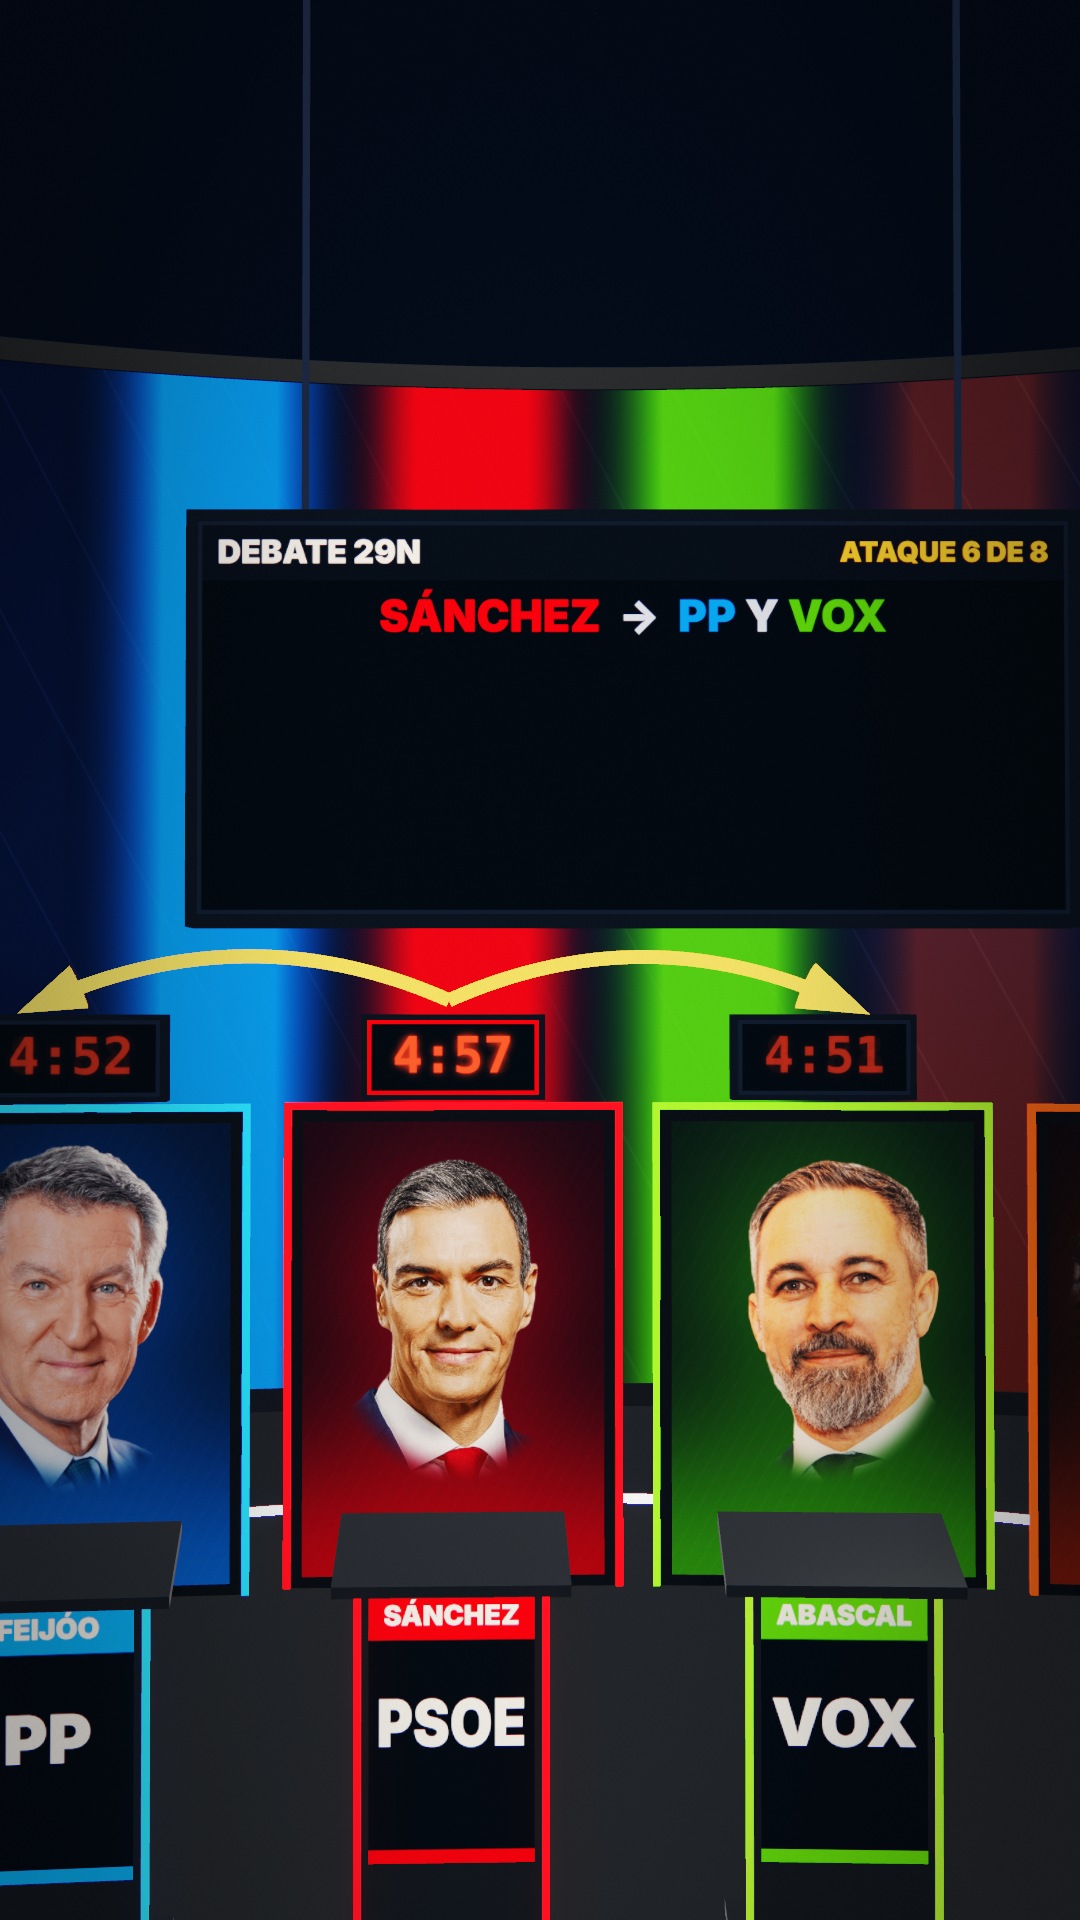 DEBATE 29N
ATAQUE 6 DE 8
SÁNCHEZ → PP Y VOX
4:52
4:57
4:51
FEIJÓO
SÁNCHEZ
ABASCAL
PP
PSOE
VOX